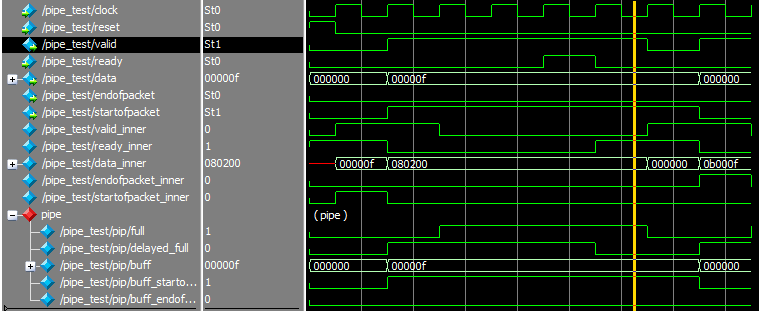 /pipe_test/clock St0
/pipe_test/reset St0
/pipe_test/valid St1
/pipe_test/ready St0
/pipe_test/data 00000f 000000 00000f 000000
/pipe_test/endofpacket St0
/pipe_test/startofpacket St1
/pipe_test/valid_inner 0
/pipe_test/ready_inner 1
/pipe_test/data_inner 080200 00000f 080200 000000 0b000f
/pipe_test/endofpacket_inner 0
/pipe_test/startofpacket_inner 0
pipe (pipe)
/pipe_test/pip/full 1
/pipe_test/pip/delayed_full 0
/pipe_test/pip/buff 00000f 000000 00000f 000000
/pipe_test/pip/buff_starto... 1
/pipe_test/pip/buff_endof... 0